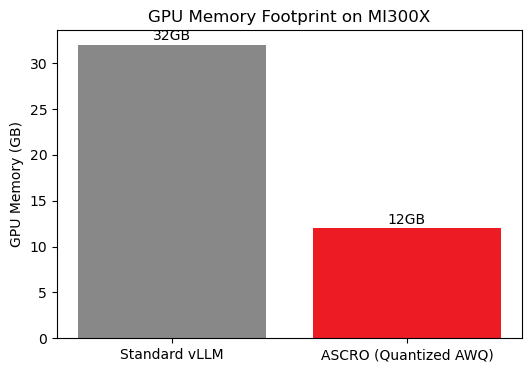 GPU Memory Footprint on MI300X
32GB
12GB
GPU Memory (GB)
30
25
20
15
10
5
0
Standard vLLM
ASCRO (Quantized AWQ)